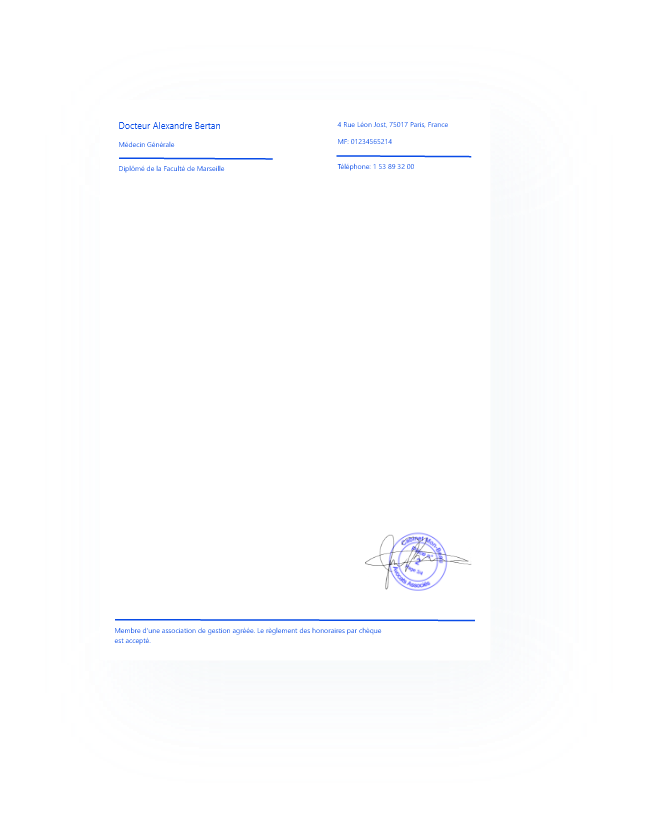 Docteur Alexandre Bertan
Médecin Générale
Diplômé de la Faculté de Marseille
4 Rue Léon Jost, 75017 Paris, France
MF: 01234565214
Téléphone: 1 53 89 32 00
Cabinet
Avocats Associés
Membre d'une association de gestion agréée. Le règlement des honoraires par chèque
est accepté.